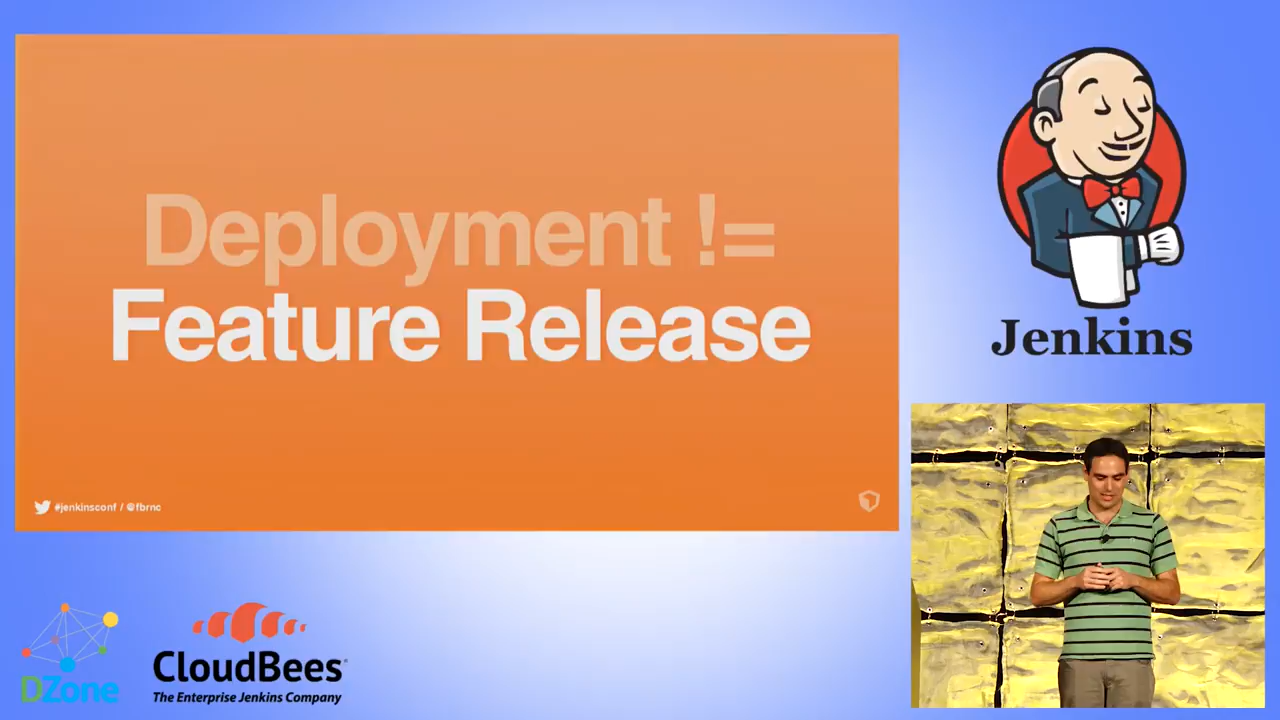 Deployment !=
Feature Release
#jenkinsconf / @fbrnc
Jenkins
DZone
CloudBees
The Enterprise Jenkins Company